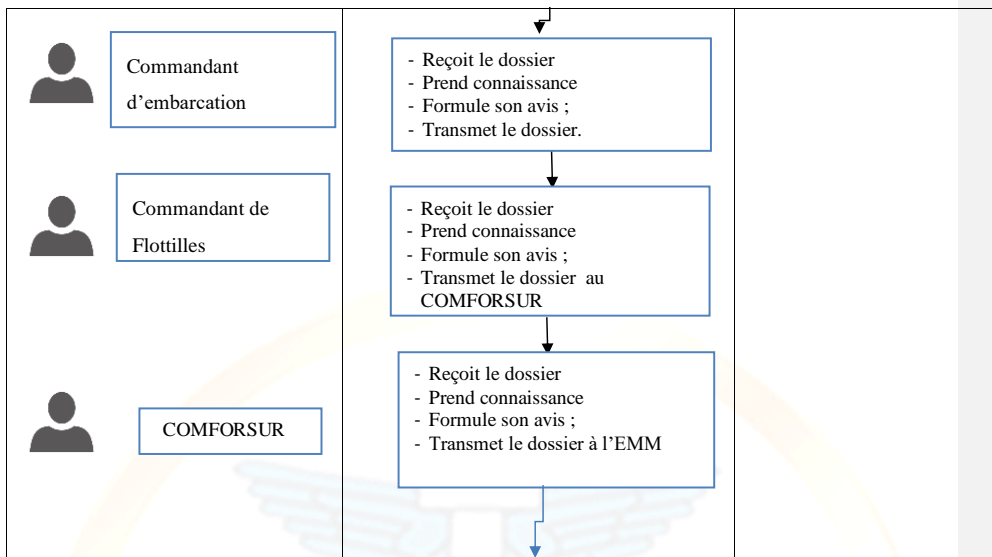 Commandant
d’embarcation
- Reçoit le dossier
- Prend connaissance
- Formule son avis ;
- Transmet le dossier.
Commandant de
Flottilles
- Reçoit le dossier
- Prend connaissance
- Formule son avis ;
- Transmet le dossier au
COMFORSUR
COMFORSUR
- Reçoit le dossier
- Prend connaissance
- Formule son avis ;
- Transmet le dossier à l’EMM